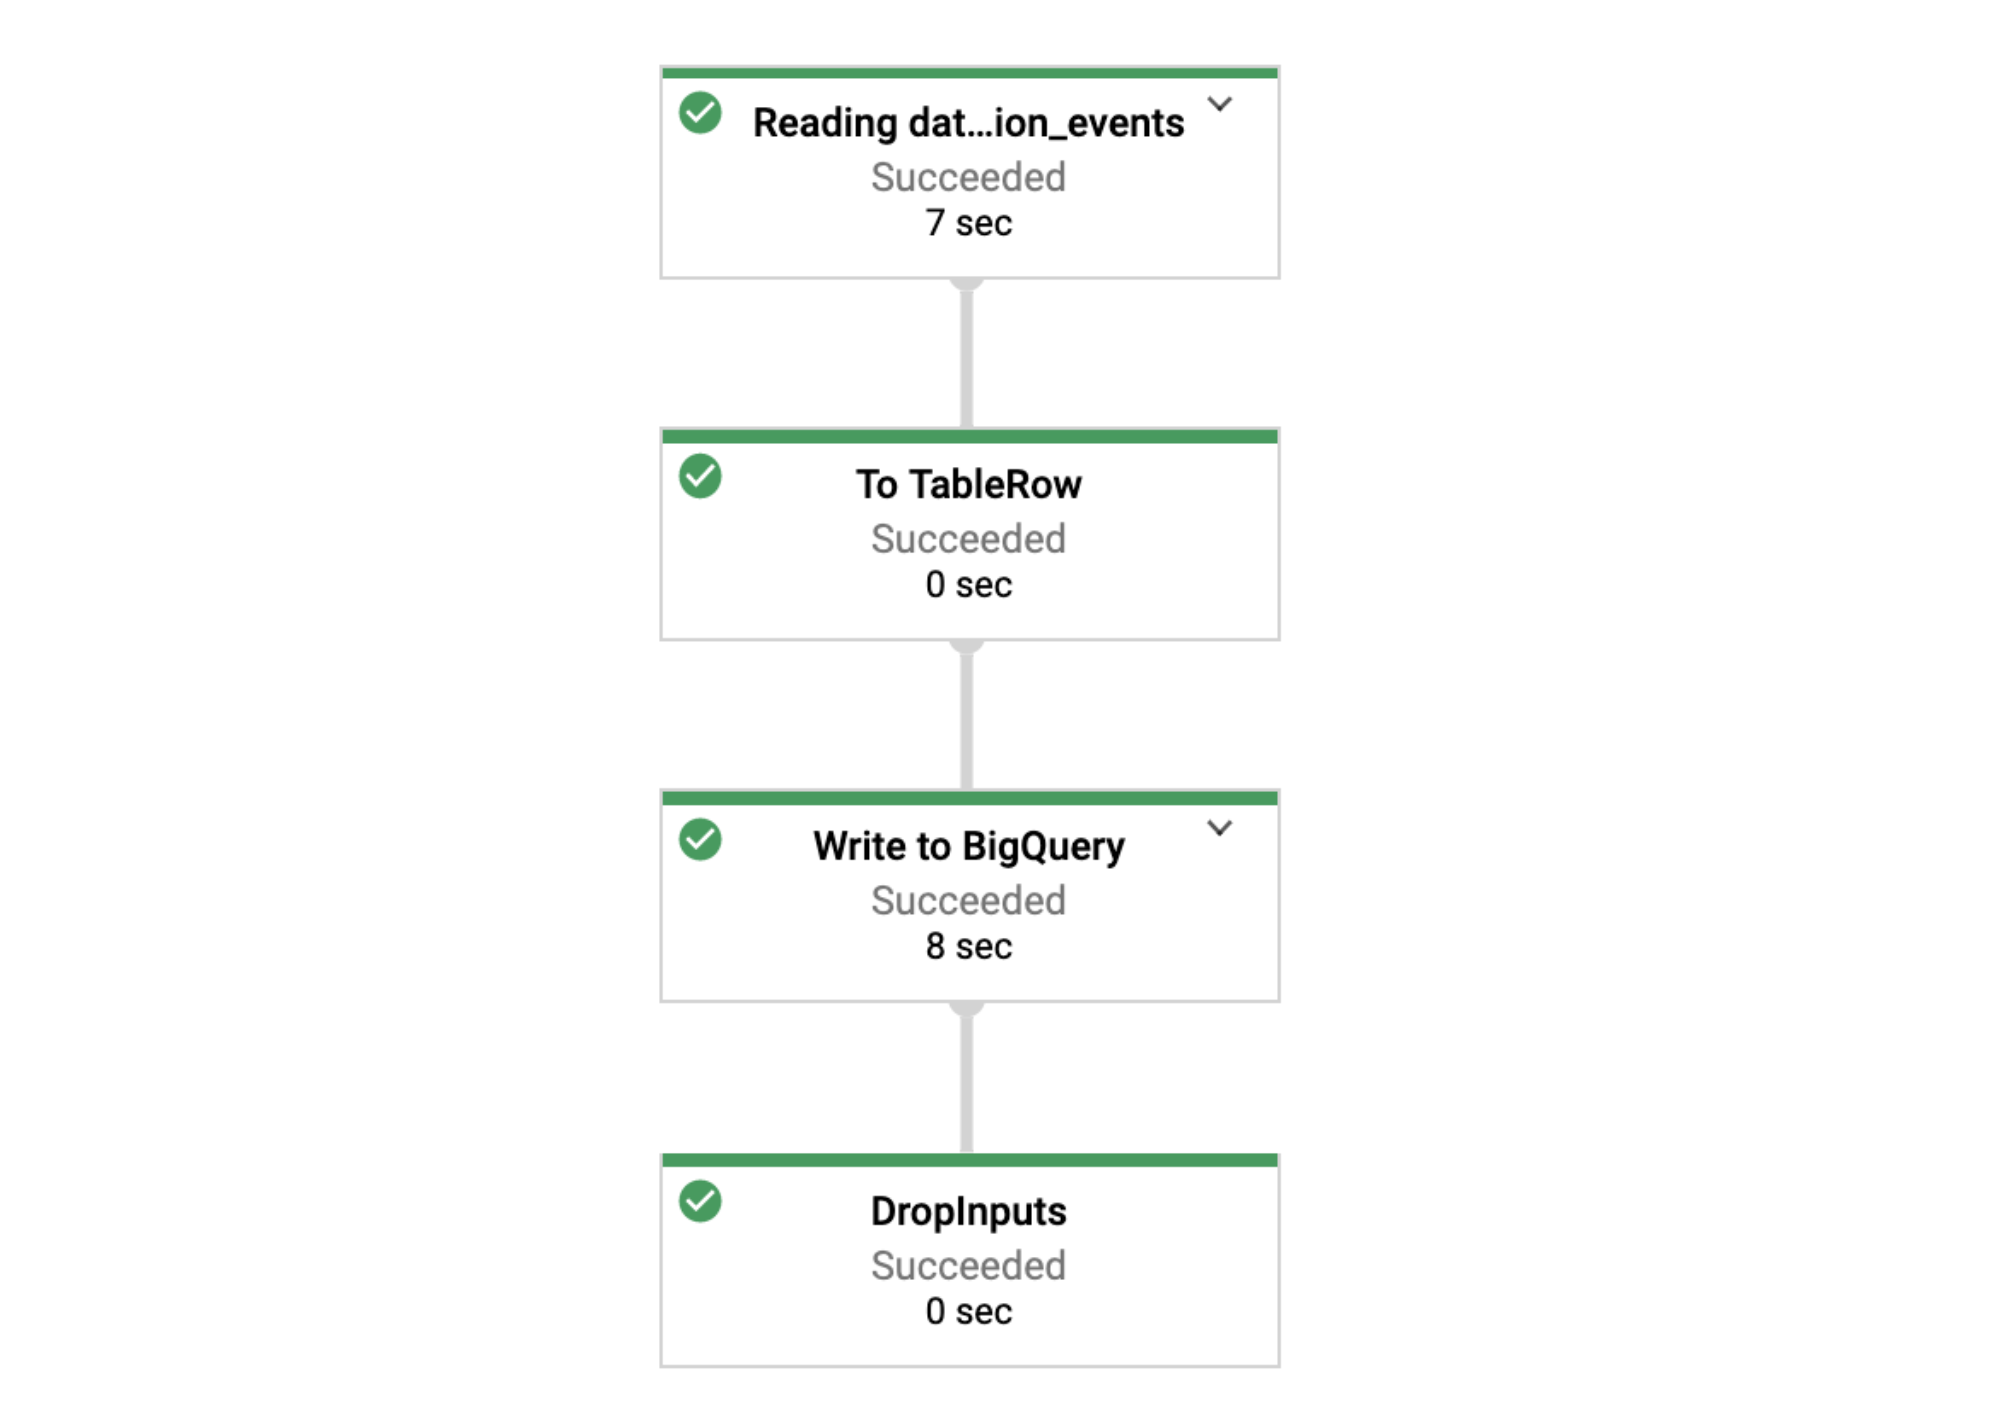 Reading dat...ion_events
Succeeded
7 sec
To TableRow
Succeeded
0 sec
Write to BigQuery
Succeeded
8 sec
DropInputs
Succeeded
0 sec